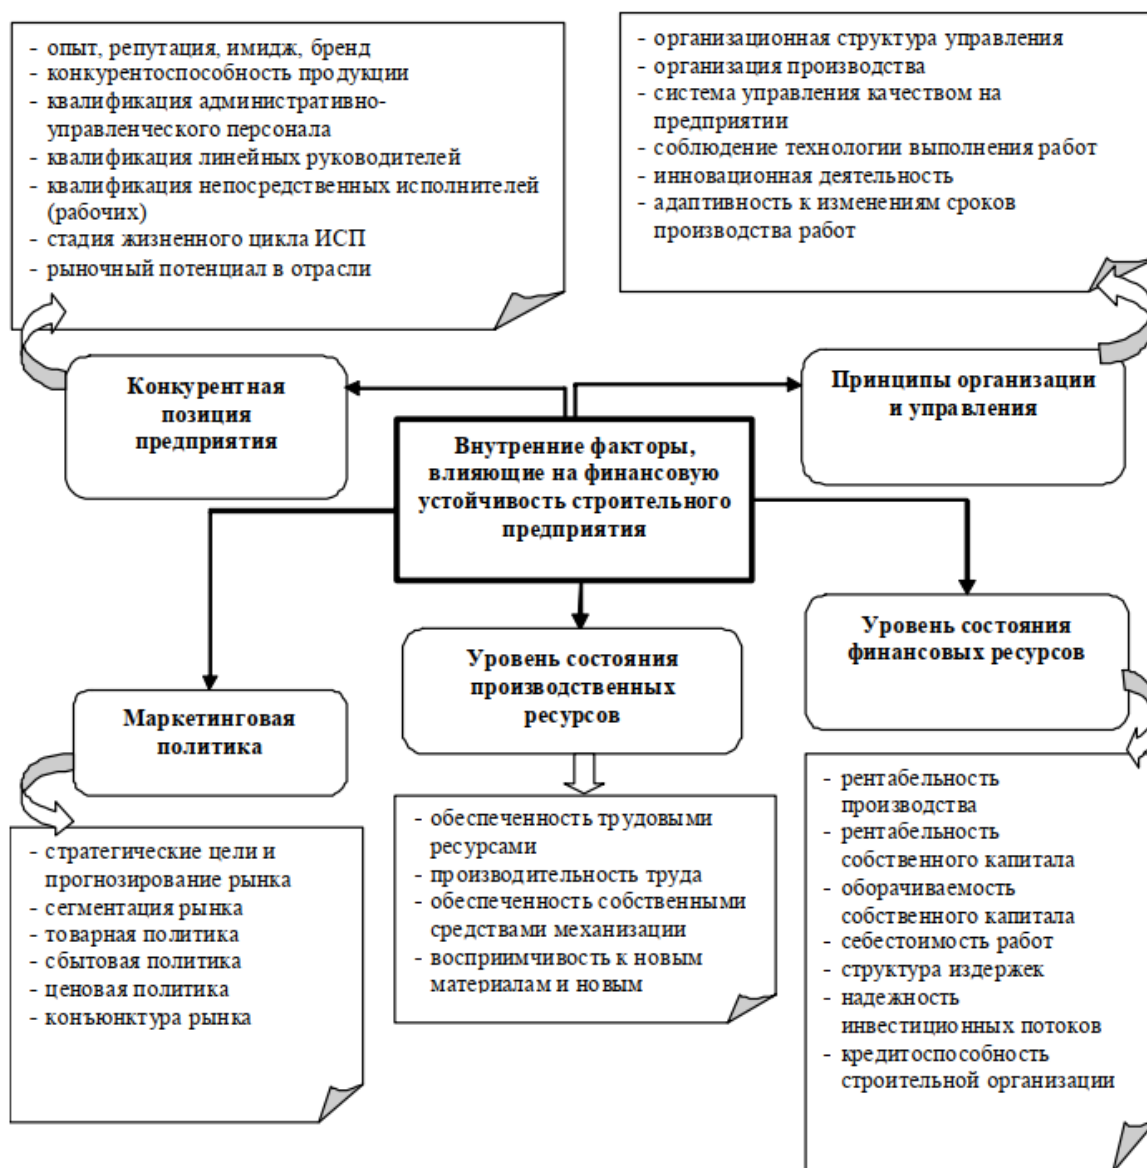 - опыт, репутация, имидж, бренд
- конкурентоспособность продукции
- квалификация административно-
управленческого персонала
- квалификация линейных руководителей
- квалификация непосредственных исполнителей
(рабочих)
- стадия жизненного цикла ИСП
- рыночный потенциал в отрасли
- организационная структура управления
- организация производства
- система управления качеством на
предприятии
- соблюдение технологии выполнения работ
- инновационная деятельность
- адаптивность к изменениям сроков
производства работ
Конкурентная
позиция
предприятия
Принципы организации
и управления
Внутренние факторы,
влияющие на финансовую
устойчивость строительного
предприятия
Маркетинговая
политика
Уровень состояния
производственных
ресурсов
Уровень состояния
финансовых ресурсов
- стратегические цели и
прогнозирование рынка
- сегментация рынка
- товарная политика
- сбытовая политика
- ценовая политика
- конъюнктура рынка
- обеспеченность трудовыми
ресурсами
- производительность труда
- обеспеченность собственными
средствами механизации
- восприимчивость к новым
материалам и новым
- рентабельность
производства
- рентабельность
собственного капитала
- оборачиваемость
собственного капитала
- себестоимость работ
- структура издержек
- надежность
инвестиционных потоков
- кредитоспособность
строительной организации